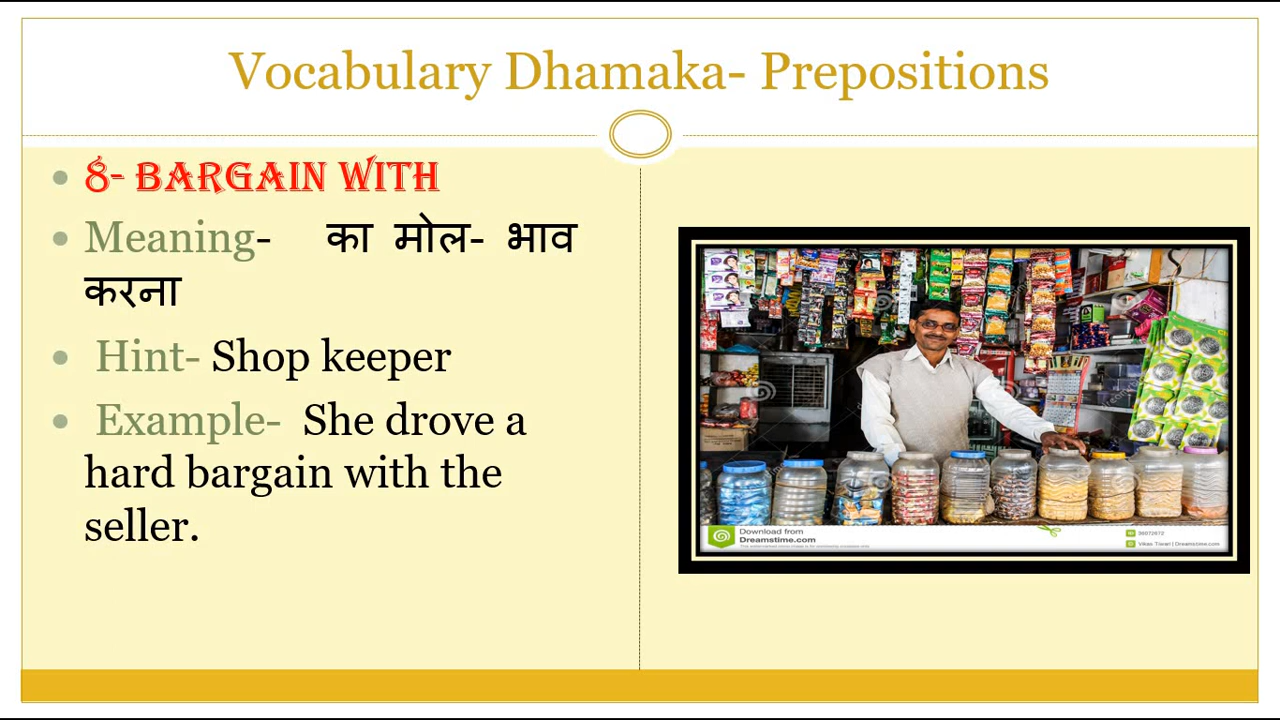 Vocabulary Dhamaka- Prepositions
8- BARGAIN WITH
Meaning- का मोल- भाव
करना
Hint- Shop keeper
Example- She drove a
hard bargain with the
seller.
Download from
Dreamstime.com
Vikas Tiwari | Dreamstime.com